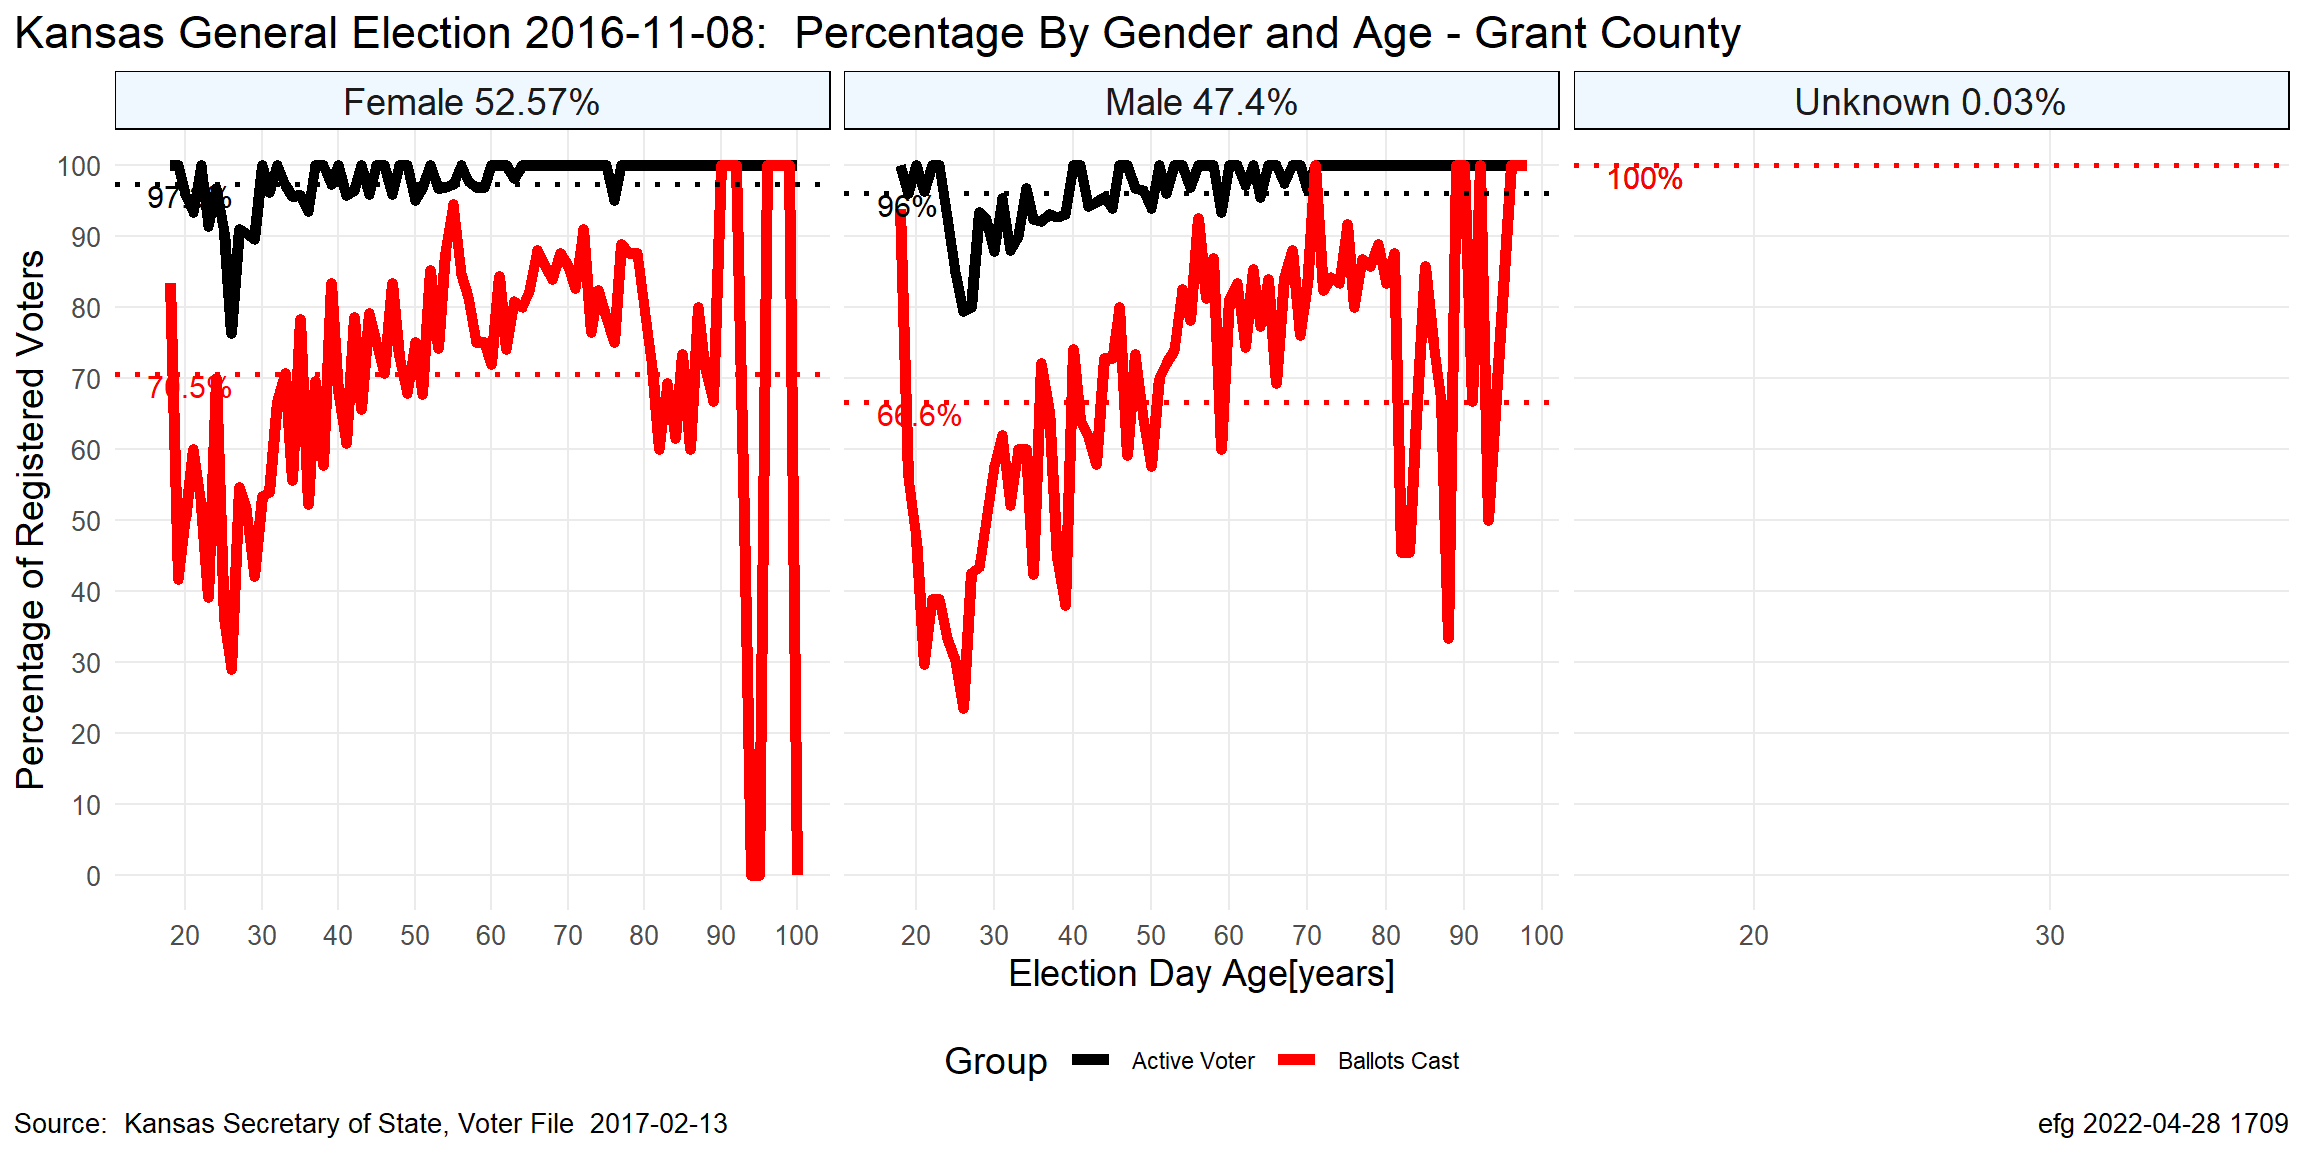 Kansas General Election 2016-11-08:  Percentage By Gender and Age - Grant County
Female 52.57%
Male 47.4%
Unknown 0.03%
Percentage of Registered Voters
100
90
80
70
60
50
40
30
20
10
0
70.5%
96%
66.6%
100%
20 30 40 50 60 70 80 90 100
20 30 40 50 60 70 80 90 100
20 30
Election Day Age[years]
Group Active Voter Ballots Cast
Source:  Kansas Secretary of State, Voter File  2017-02-13
efg 2022-04-28 1709